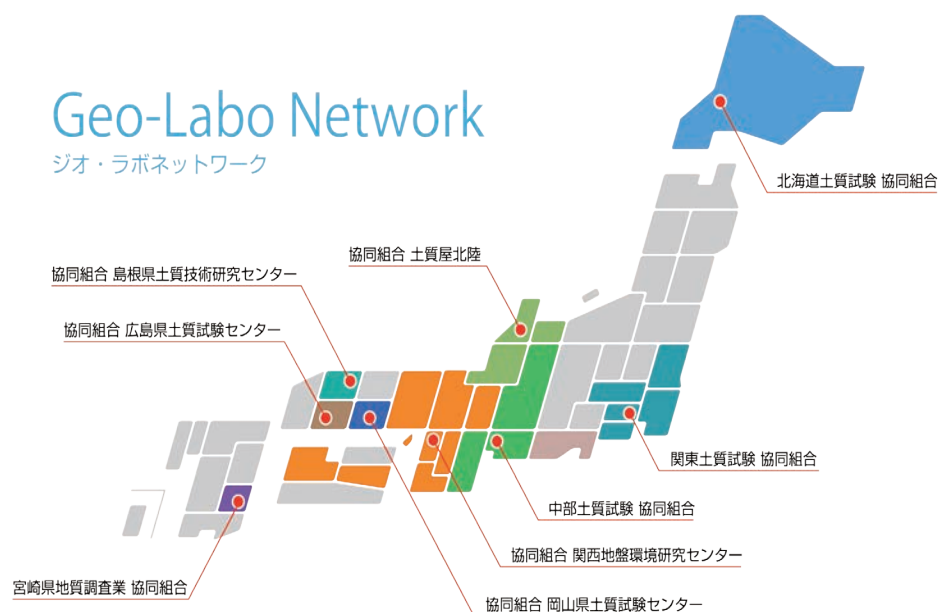 Geo-Labo Network
ジオ・ラボネットワーク
北海道土質試験 協同組合
協同組合 土質屋北陸
協同組合 島根県土質技術研究センター
協同組合 広島県土質試験センター
関東土質試験 協同組合
中部土質試験 協同組合
協同組合 関西地盤環境研究センター
宮崎県地質調査業 協同組合
協同組合 岡山県土質試験センター